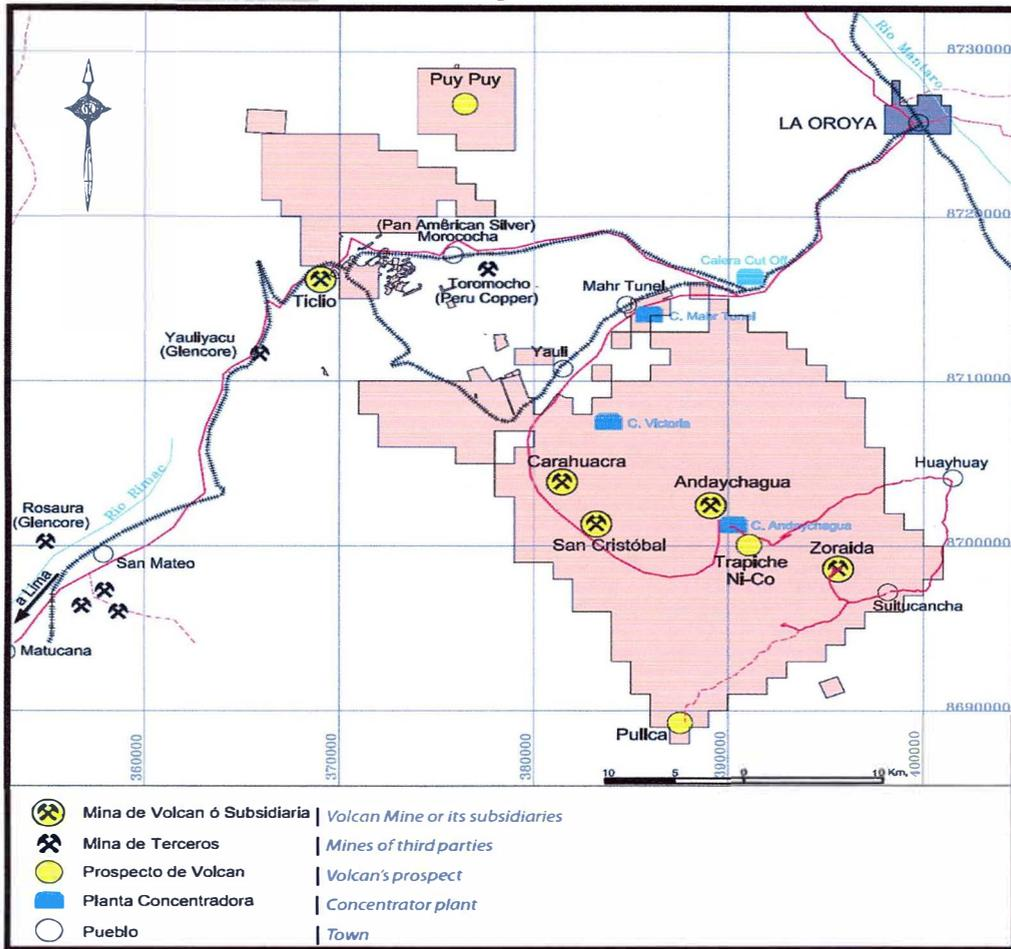 Rio Mantaro
8730000
Puy Puy
LA OROYA
8720000
(Pan American Silver)
Morococha
Calera Cut Off
Toromocho
(Peru Copper)
Mahr Tunel
Ticlio
C. Mahr Tunel
Yauliyacu
(Glencore)
Yauli
8710000
C. Victoria
Carahuacra
Huayhuay
Andaychagua
Rio Rimac
Rosaura
(Glencore)
C. Andaychagua
San Cristóbal
Zoraida
8700000
San Mateo
Trapiche
Ni-Co
a Lima
Suitucancha
Matucana
8690000
Pullca
360000
370000
380000
390000
400000
10 5 0 10 Km.
Mina de Volcan ó Subsidiaria | Volcan Mine or its subsidiaries
Mina de Terceros | Mines of third parties
Prospecto de Volcan | Volcan's prospect
Planta Concentradora | Concentrator plant
Pueblo | Town